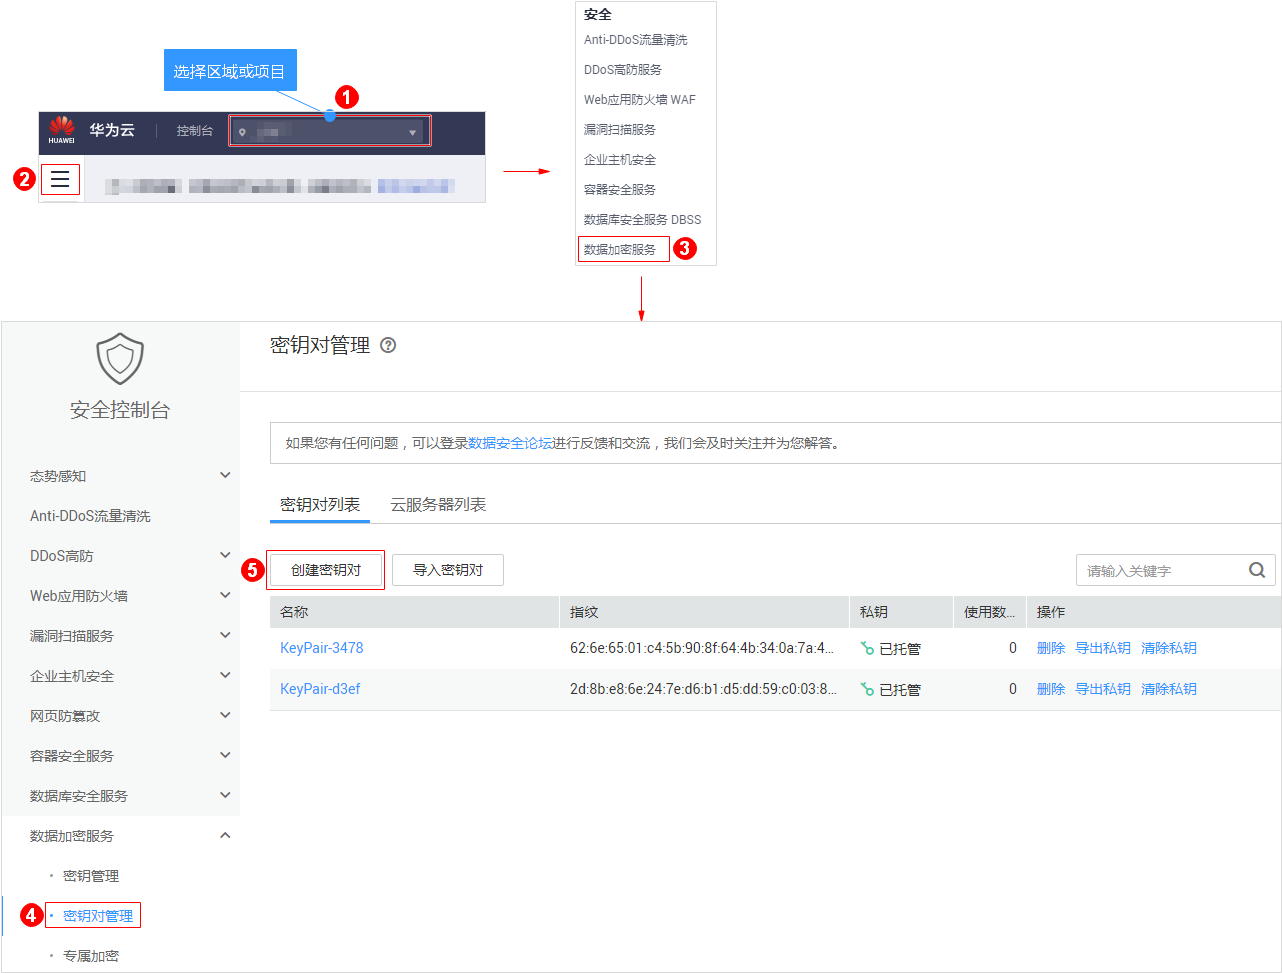 选择区域或项目
1
HUAWEI
华为云
控制台
2
安全
Anti-DDoS流量清洗
DDoS高防服务
Web应用防火墙 WAF
漏洞扫描服务
企业主机安全
容器安全服务
数据库安全服务 DBSS
数据加密服务
3
安全控制台
态势感知
Anti-DDoS流量清洗
DDoS高防
Web应用防火墙
漏洞扫描服务
企业主机安全
网页防篡改
容器安全服务
数据库安全服务
数据加密服务
· 密钥管理
4
· 密钥对管理
· 专属加密
密钥对管理 ?
如果您有任何问题，可以登录数据安全论坛进行反馈和交流，我们会及时关注并为您解答。
密钥对列表 云服务器列表
5
创建密钥对 导入密钥对 请输入关键字
名称 指纹 私钥 使用数... 操作
KeyPair-3478 62:6e:65:01:c4:5b:90:8f:64:4b:34:0a:7a:4... 已托管 0 删除 导出私钥 清除私钥
KeyPair-d3ef 2d:8b:e8:6e:24:7e:d6:b1:d5:dd:59:c0:03:8... 已托管 0 删除 导出私钥 清除私钥